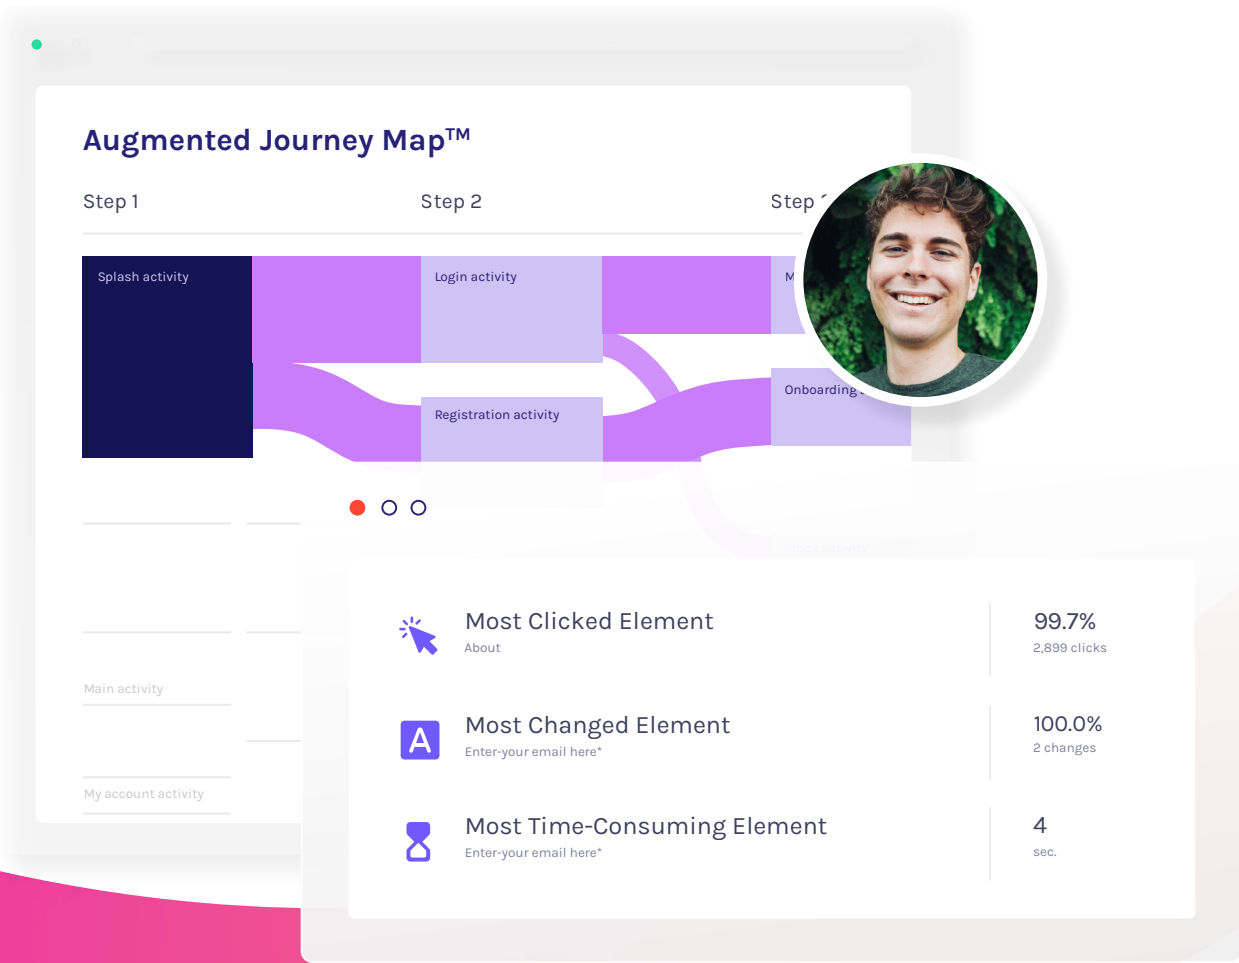 Augmented Journey Map™
Step 1
Step 2
Step
Splash activity
Login activity
Registration activity
Onboarding
Main activity
My account activity
Most Clicked Element
About
99.7%
2,899 clicks
A
Most Changed Element
Enter-your email here*
100.0%
2 changes
Most Time-Consuming Element
Enter-your email here*
4
sec.